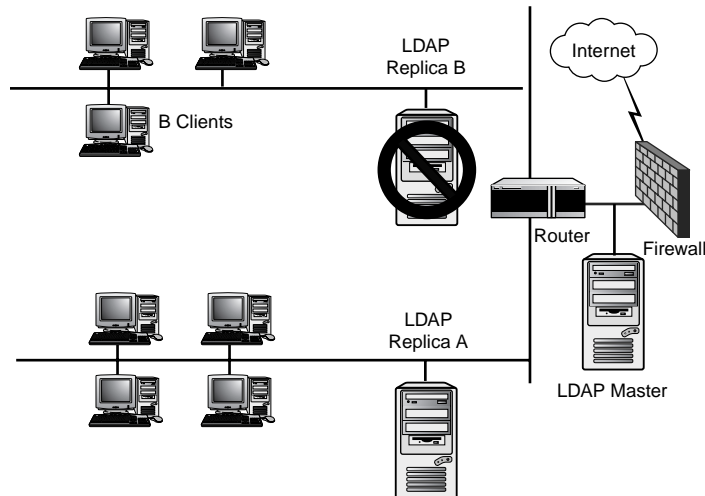 LDAP
Replica B
Internet
B Clients
Router
Firewall
LDAP
Replica A
LDAP Master